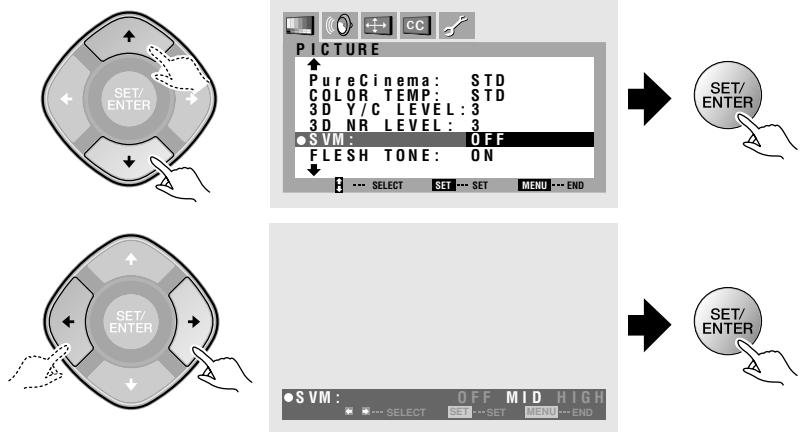 SET/
ENTER
CC
PICTURE
PureCinema: STD
COLOR TEMP: STD
3D Y/C LEVEL: 3
3D NR LEVEL: 3
●SVM: OFF
FLESH TONE: ON
--- SELECT SET --- SET MENU --- END
SET/
ENTER
SET/
ENTER
●SVM: OFF MID HIGH
--- SELECT SET --- SET MENU --- END
SET/
ENTER